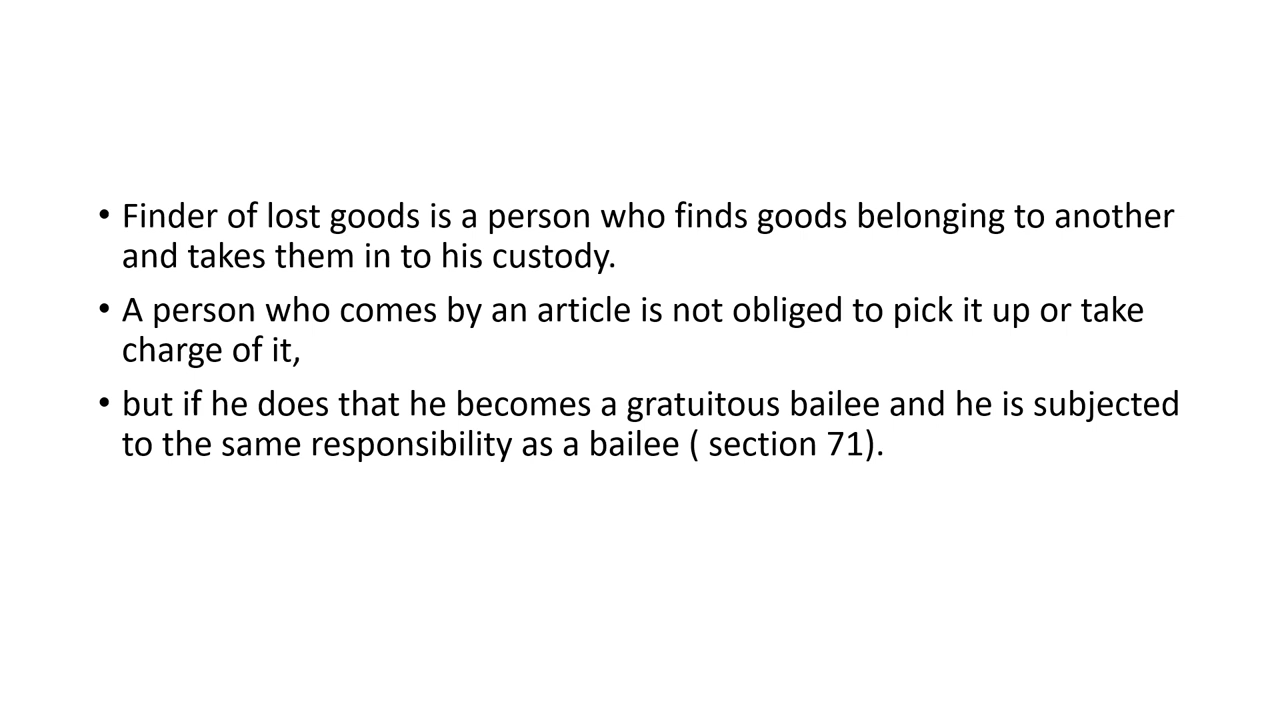 • Finder of lost goods is a person who finds goods belonging to another
and takes them in to his custody.
• A person who comes by an article is not obliged to pick it up or take
charge of it,
• but if he does that he becomes a gratuitous bailee and he is subjected
to the same responsibility as a bailee ( section 71).